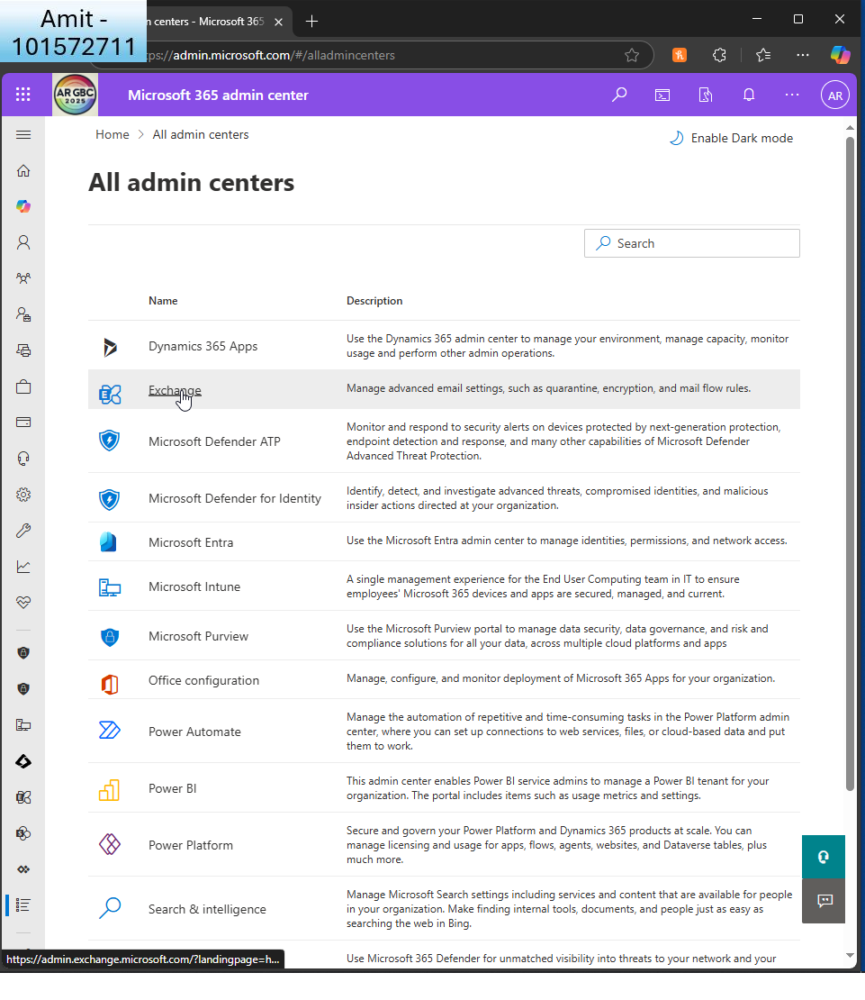 Amit -
101572711
n centers - Microsoft 365
ps://admin.microsoft.com/#/alladmincenters
AR GBC
2025
Microsoft 365 admin center
AR
Home > All admin centers
Enable Dark mode
All admin centers
Search
Name Description
Dynamics 365 Apps
Use the Dynamics 365 admin center to manage your environment, manage capacity, monitor
usage and perform other admin operations.
Exchange
Manage advanced email settings, such as quarantine, encryption, and mail flow rules.
Microsoft Defender ATP
Monitor and respond to security alerts on devices protected by next-generation protection,
endpoint detection and response, and many other capabilities of Microsoft Defender
Advanced Threat Protection.
Microsoft Defender for Identity
Identify, detect, and investigate advanced threats, compromised identities, and malicious
insider actions directed at your organization.
Microsoft Entra
Use the Microsoft Entra admin center to manage identities, permissions, and network access.
Microsoft Intune
A single management experience for the End User Computing team in IT to ensure
employees' Microsoft 365 devices and apps are secured, managed, and current.
Microsoft Purview
Use the Microsoft Purview portal to manage data security, data governance, and risk and
compliance solutions for all your data, across multiple cloud platforms and apps
Office configuration
Manage, configure, and monitor deployment of Microsoft 365 Apps for your organization.
Power Automate
Manage the automation of repetitive and time-consuming tasks in the Power Platform admin
center, where you can set up connections to web services, files, or cloud-based data and put
them to work.
Power BI
This admin center enables Power BI service admins to manage a Power BI tenant for your
organization. The portal includes items such as usage metrics and settings.
Power Platform
Secure and govern your Power Platform and Dynamics 365 products at scale. You can
manage licensing and usage for apps, flows, agents, websites, and Dataverse tables, plus
much more.
Search & intelligence
Manage Microsoft Search settings including services and content that are available for people
in your organization. Make finding internal tools, documents, and people just as easy as
searching the web in Bing.
Use Microsoft 365 Defender for unmatched visibility into threats to your network and your
https://admin.exchange.microsoft.com/?landingpage=h...